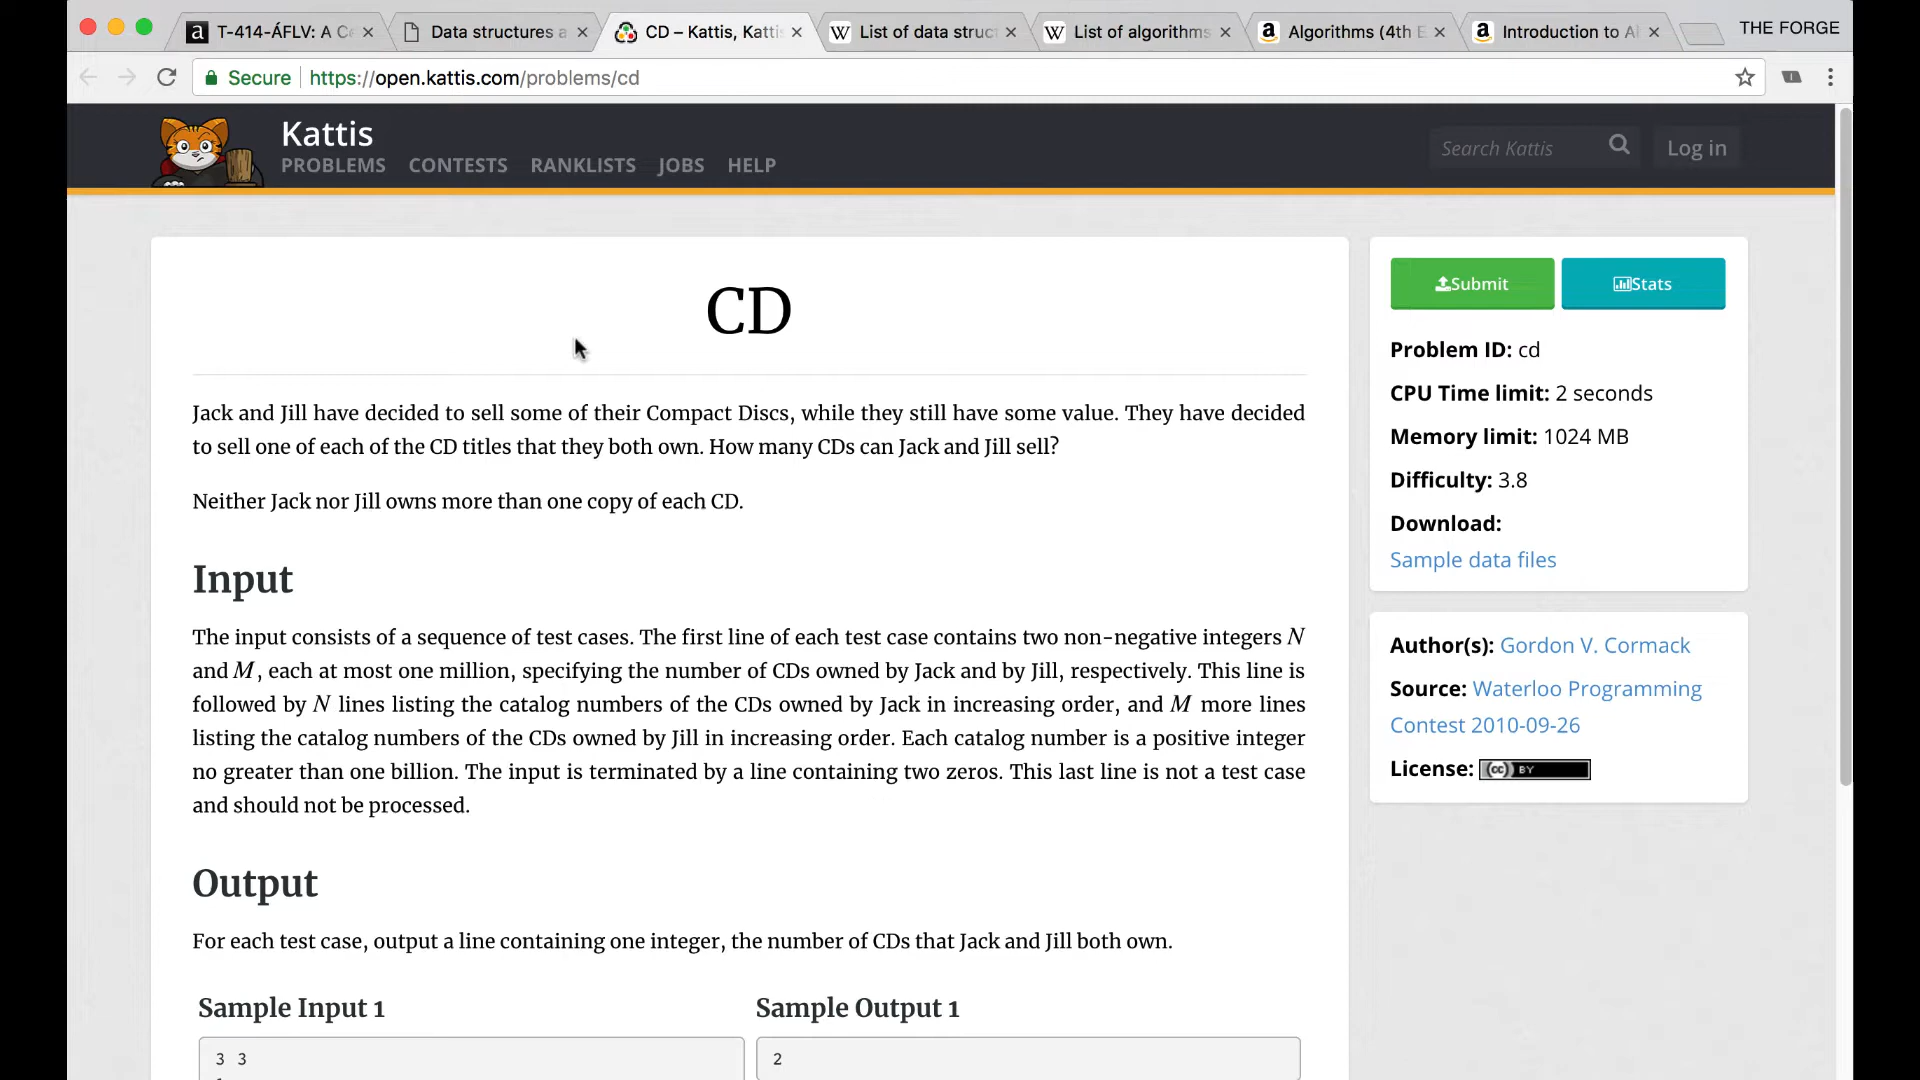 T-414-ÁFLV: A C
Data structures a
CD – Kattis, Katti
List of data struct
List of algorithms
Algorithms (4th E
Introduction to Al
THE FORGE
Secure
https://open.kattis.com/problems/cd
Kattis
PROBLEMS CONTESTS RANKLISTS JOBS HELP
Search Kattis
Log in
CD
Jack and Jill have decided to sell some of their Compact Discs, while they still have some value. They have decided
to sell one of each of the CD titles that they both own. How many CDs can Jack and Jill sell?
Neither Jack nor Jill owns more than one copy of each CD.
Input
The input consists of a sequence of test cases. The first line of each test case contains two non-negative integers N
and M, each at most one million, specifying the number of CDs owned by Jack and by Jill, respectively. This line is
followed by N lines listing the catalog numbers of the CDs owned by Jack in increasing order, and M more lines
listing the catalog numbers of the CDs owned by Jill in increasing order. Each catalog number is a positive integer
no greater than one billion. The input is terminated by a line containing two zeros. This last line is not a test case
and should not be processed.
Output
For each test case, output a line containing one integer, the number of CDs that Jack and Jill both own.
Sample Input 1
3 3
Sample Output 1
2
Submit
Stats
Problem ID: cd
CPU Time limit: 2 seconds
Memory limit: 1024 MB
Difficulty: 3.8
Download:
Sample data files
Author(s): Gordon V. Cormack
Source: Waterloo Programming
Contest 2010-09-26
License: (cc) BY